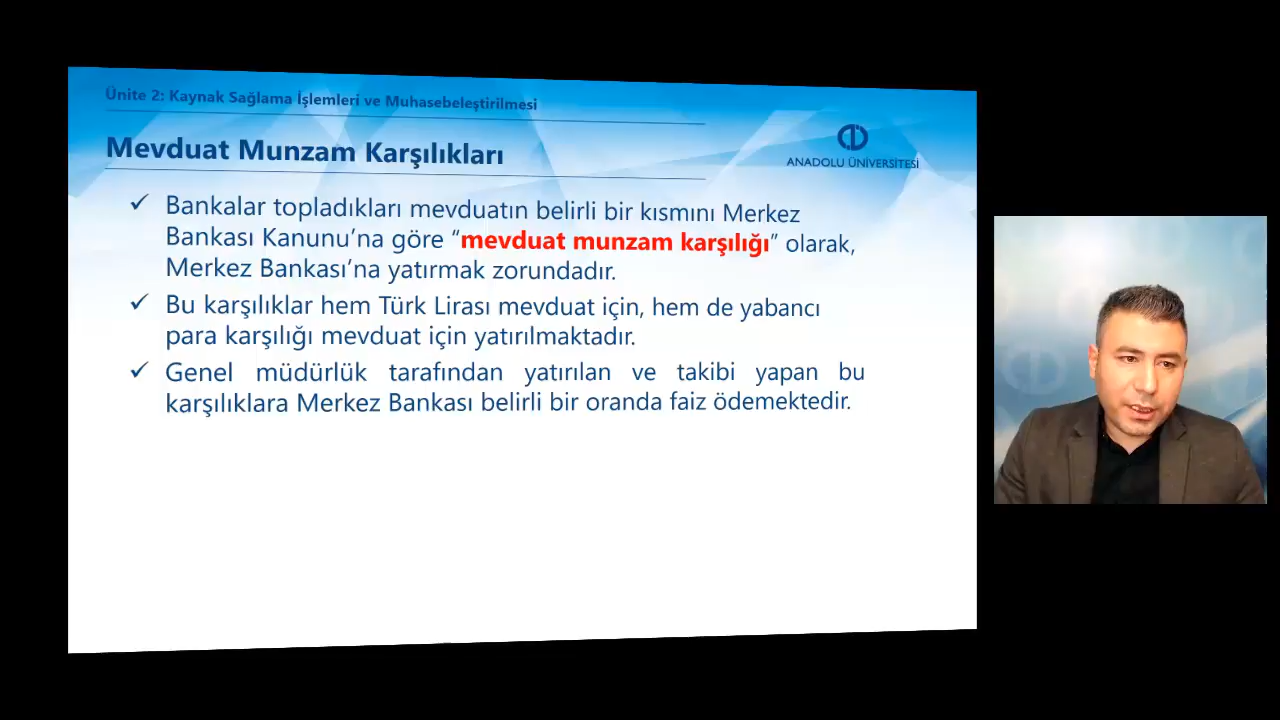 Ünite 2: Kaynak Sağlama İşlemleri ve Muhasebeleştirilmesi
Mevduat Munzam Karşılıkları
ANADOLU ÜNİVERSİTESİ
Bankalar topladıkları mevduatın belirli bir kısmını Merkez
Bankası Kanunu’na göre “mevduat munzam karşılığı” olarak,
Merkez Bankası’na yatırmak zorundadır.
Bu karşılıklar hem Türk Lirası mevduat için, hem de yabancı
para karşılığı mevduat için yatırılmaktadır.
Genel müdürlük tarafından yatırılan ve takibi yapan bu
karşılıklara Merkez Bankası belirli bir oranda faiz ödemektedir.